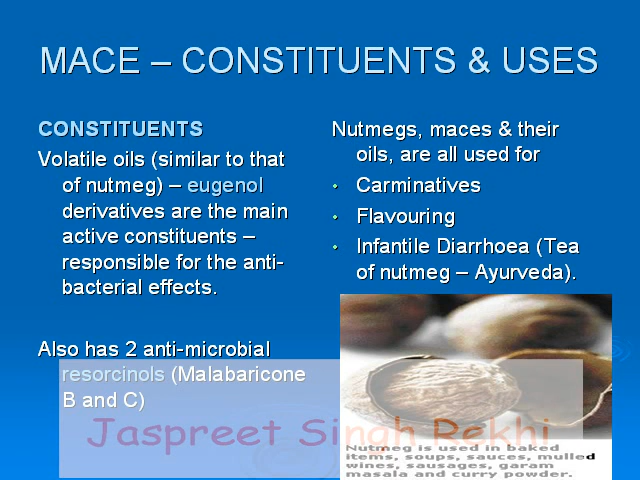 MACE – CONSTITUENTS & USES
CONSTITUENTS
Volatile oils (similar to that
of nutmeg) – eugenol
derivatives are the main
active constituents –
responsible for the anti-
bacterial effects.
Also has 2 anti-microbial
resorcinols (Malabaricone
B and C)
Nutmegs, maces & their
oils, are all used for
• Carminatives
• Flavouring
• Infantile Diarrhoea (Tea
of nutmeg – Ayurveda).
Jaspreet Singh Rekhi
Nutmeg is used in baked
items, soups, sauces, mulled
wines, sausages, garam
masala and curry powder.